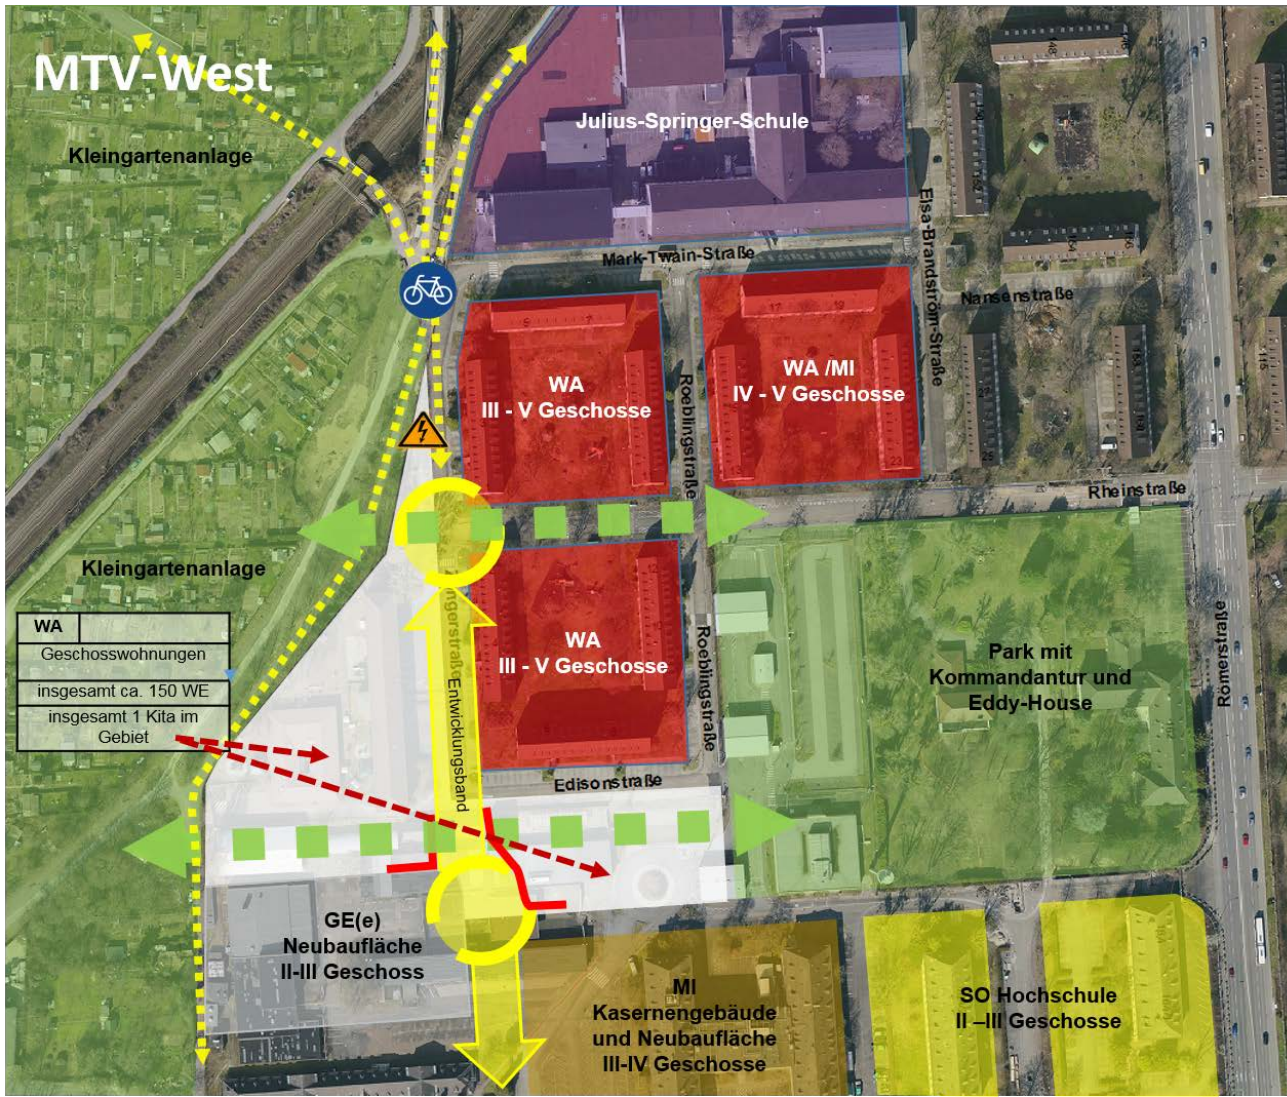 MTV-West
Kleingartenanlage
Julius-Springer-Schule
Mark-Twain-Straße
Elsa-Brandström-Straße
Nansenstraße
WA
III - V Geschosse
Roeblingstraße
WA /MI
IV - V Geschosse
Rheinstraße
Kleingartenanlage
WA
Geschosswohnungen
insgesamt ca. 150 WE
insgesamt 1 Kita im
Gebiet
Entwicklungsband
WA
III - V Geschosse
Roeblingstraße
Park mit
Kommandantur und
Eddy-House
Römerstraße
Edisonstraße
GE(e)
Neubaufläche
II-III Geschoss
MI
Kasernengebäude
und Neubaufläche
III-IV Geschosse
SO Hochschule
II –III Geschosse